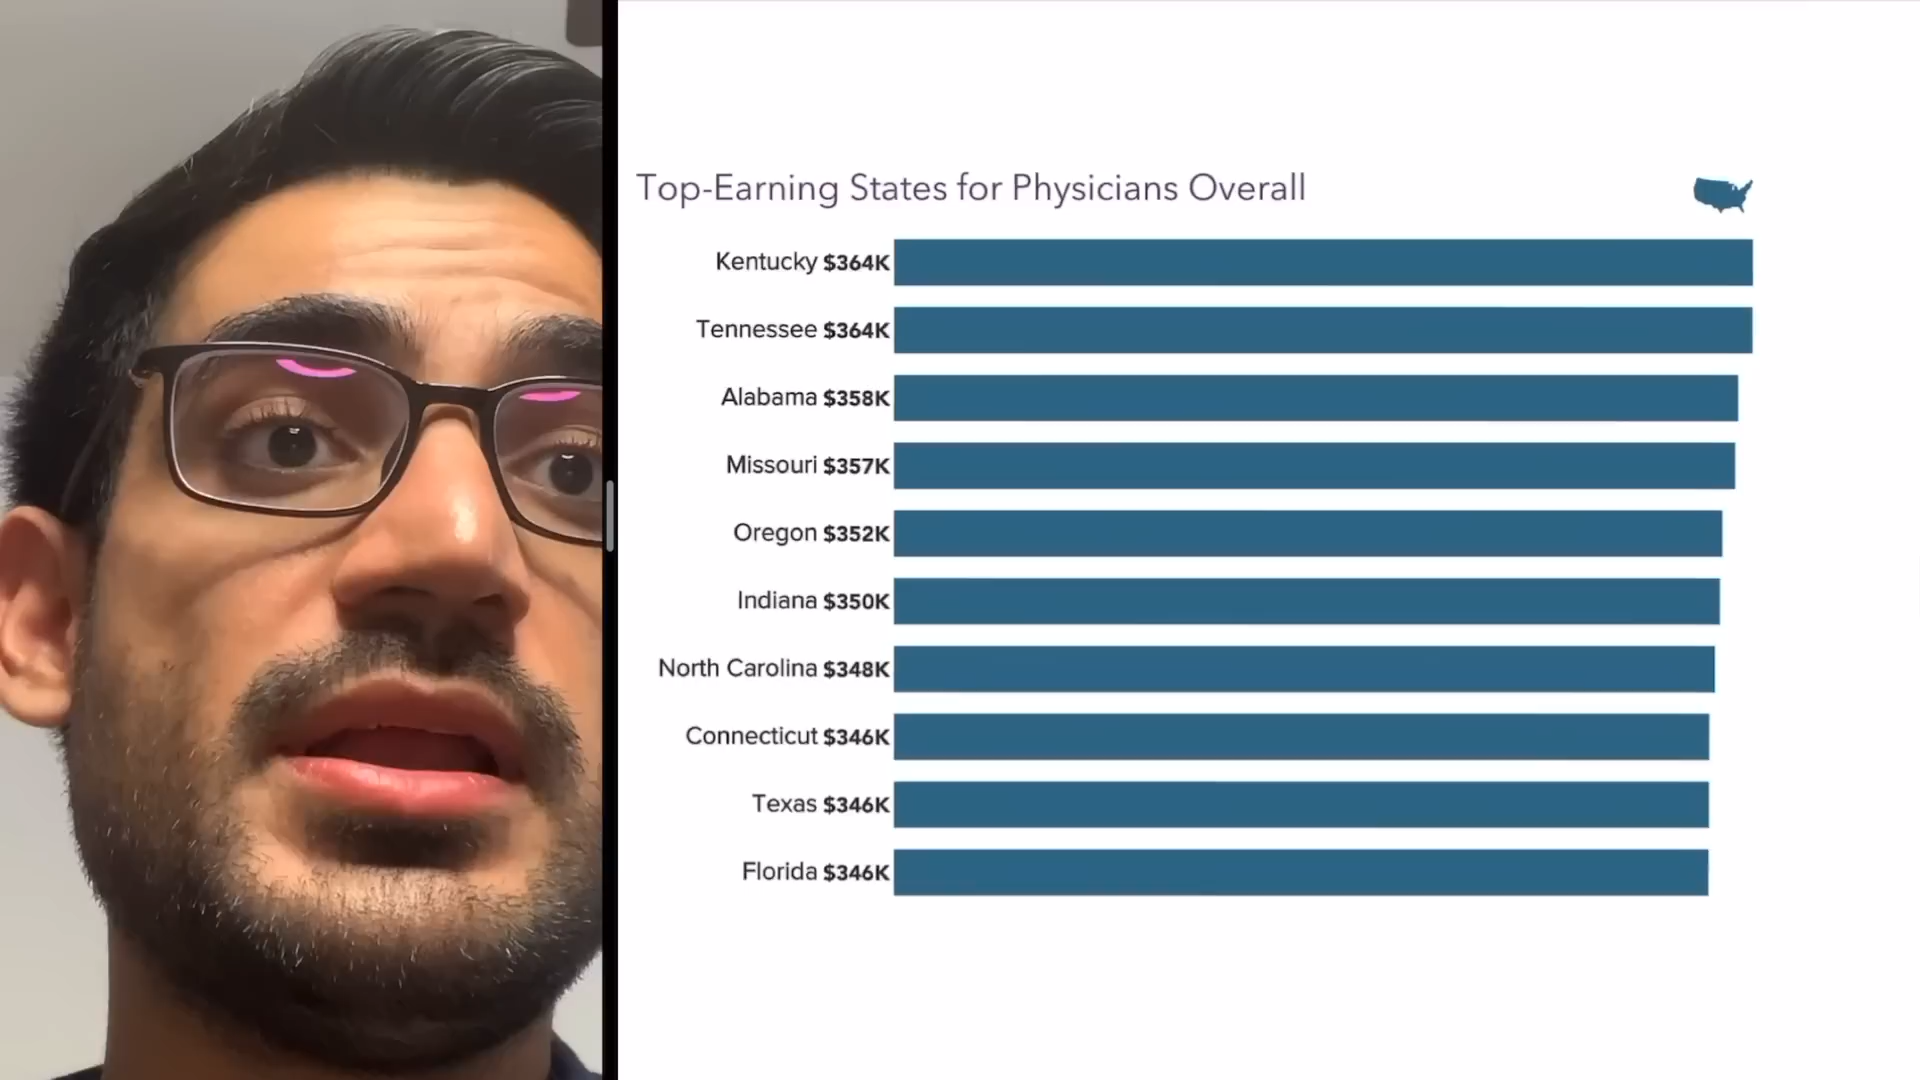 Top-Earning States for Physicians Overall
Kentucky $364K
Tennessee $364K
Alabama $358K
Missouri $357K
Oregon $352K
Indiana $350K
North Carolina $348K
Connecticut $346K
Texas $346K
Florida $346K